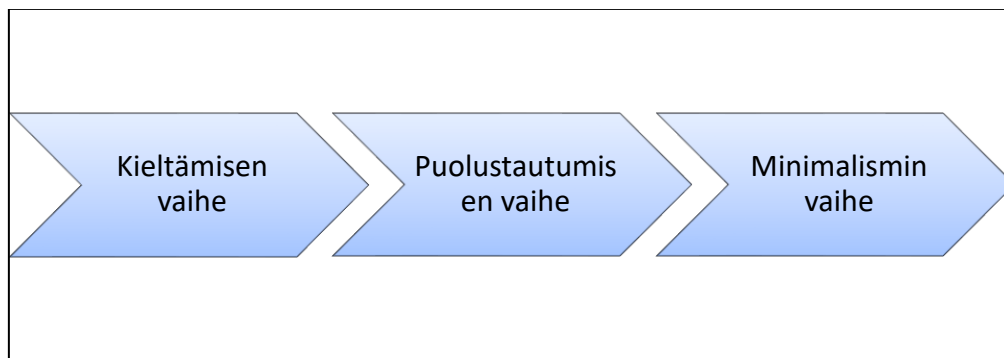 Kieltämisen
vaihe
Puolustautumis
en vaihe
Minimalismin
vaihe